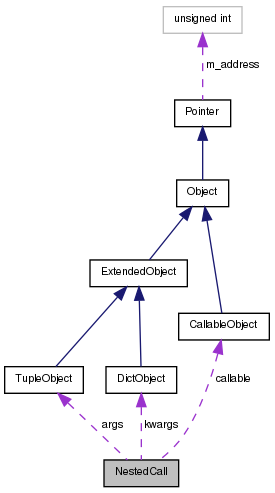 unsigned int
m_address
Pointer
Object
ExtendedObject
CallableObject
TupleObject
DictObject
callable
args
kwargs
NestedCall